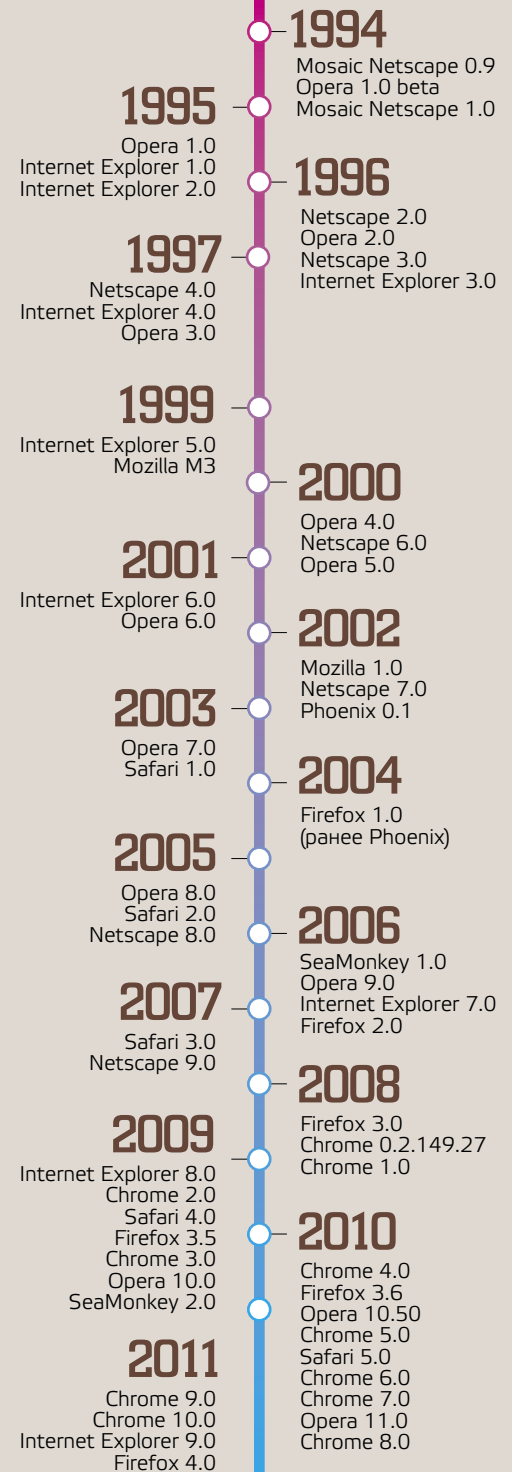 1994
Mosaic Netscape 0.9
Opera 1.0 beta
Mosaic Netscape 1.0
1995
Opera 1.0
Internet Explorer 1.0
Internet Explorer 2.0
1996
Netscape 2.0
Opera 2.0
Netscape 3.0
Internet Explorer 3.0
1997
Netscape 4.0
Internet Explorer 4.0
Opera 3.0
1999
Internet Explorer 5.0
Mozilla M3
2000
Opera 4.0
Netscape 6.0
Opera 5.0
2001
Internet Explorer 6.0
Opera 6.0
2002
Mozilla 1.0
Netscape 7.0
Phoenix 0.1
2003
Opera 7.0
Safari 1.0
2004
Firefox 1.0
(ранее Phoenix)
2005
Opera 8.0
Safari 2.0
Netscape 8.0
2006
SeaMonkey 1.0
Opera 9.0
Internet Explorer 7.0
Firefox 2.0
2007
Safari 3.0
Netscape 9.0
2008
Firefox 3.0
Chrome 0.2.149.27
Chrome 1.0
2009
Internet Explorer 8.0
Chrome 2.0
Safari 4.0
Firefox 3.5
Chrome 3.0
Opera 10.0
SeaMonkey 2.0
2010
Chrome 4.0
Firefox 3.6
Opera 10.50
Chrome 5.0
Safari 5.0
Chrome 6.0
Chrome 7.0
Opera 11.0
Chrome 8.0
2011
Chrome 9.0
Chrome 10.0
Internet Explorer 9.0
Firefox 4.0